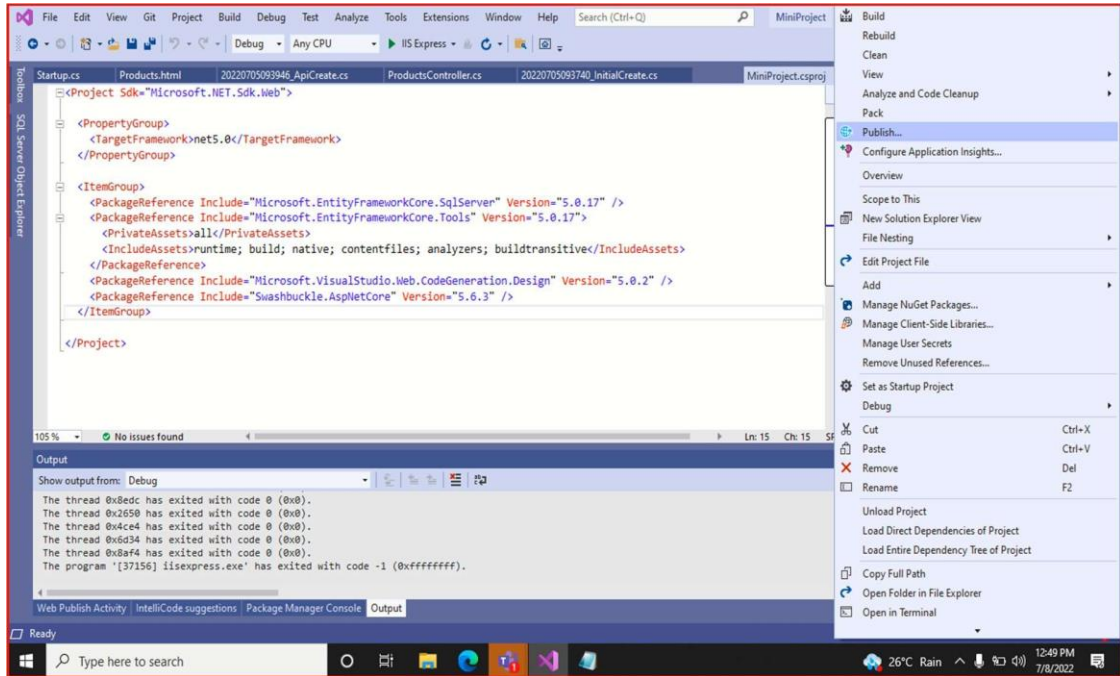 File Edit View Git Project Build Debug Test Analyze Tools Extensions Window Help Search (Ctrl+Q) MiniProject
Debug Any CPU IIS Express
Toolbox
SQL Server Object Explorer
Startup.cs Products.html 20220705093946_ApiCreate.cs ProductsController.cs 20220705093740_InitialCreate.cs MiniProject.csproj
<Project Sdk="Microsoft.NET.Sdk.Web">
<PropertyGroup>
<TargetFramework>net5.0</TargetFramework>
</PropertyGroup>
<ItemGroup>
<PackageReference Include="Microsoft.EntityFrameworkCore.SqlServer" Version="5.0.17" />
<PackageReference Include="Microsoft.EntityFrameworkCore.Tools" Version="5.0.17">
<PrivateAssets>all</PrivateAssets>
<IncludeAssets>runtime; build; native; contentfiles; analyzers; buildtransitive</IncludeAssets>
</PackageReference>
<PackageReference Include="Microsoft.VisualStudio.Web.CodeGeneration.Design" Version="5.0.2" />
<PackageReference Include="Swashbuckle.AspNetCore" Version="5.6.3" />
</ItemGroup>
</Project>
105 % No issues found Ln: 15 Ch: 15
Output
Show output from: Debug
The thread 0x8edc has exited with code 0 (0x0).
The thread 0x2650 has exited with code 0 (0x0).
The thread 0x4ce4 has exited with code 0 (0x0).
The thread 0x6d34 has exited with code 0 (0x0).
The thread 0x8af4 has exited with code 0 (0x0).
The program '[37156] iisexpress.exe' has exited with code -1 (0xffffffff).
Web Publish Activity IntelliCode suggestions Package Manager Console Output
Ready
Build
Rebuild
Clean
View
Analyze and Code Cleanup
Pack
Publish...
Configure Application Insights...
Overview
Scope to This
New Solution Explorer View
File Nesting
Edit Project File
Add
Manage NuGet Packages...
Manage Client-Side Libraries...
Manage User Secrets
Remove Unused References...
Set as Startup Project
Debug
Cut Ctrl+X
Paste Ctrl+V
Remove Del
Rename F2
Unload Project
Load Direct Dependencies of Project
Load Entire Dependency Tree of Project
Copy Full Path
Open Folder in File Explorer
Open in Terminal
Type here to search
26°C Rain
12:49 PM
7/8/2022